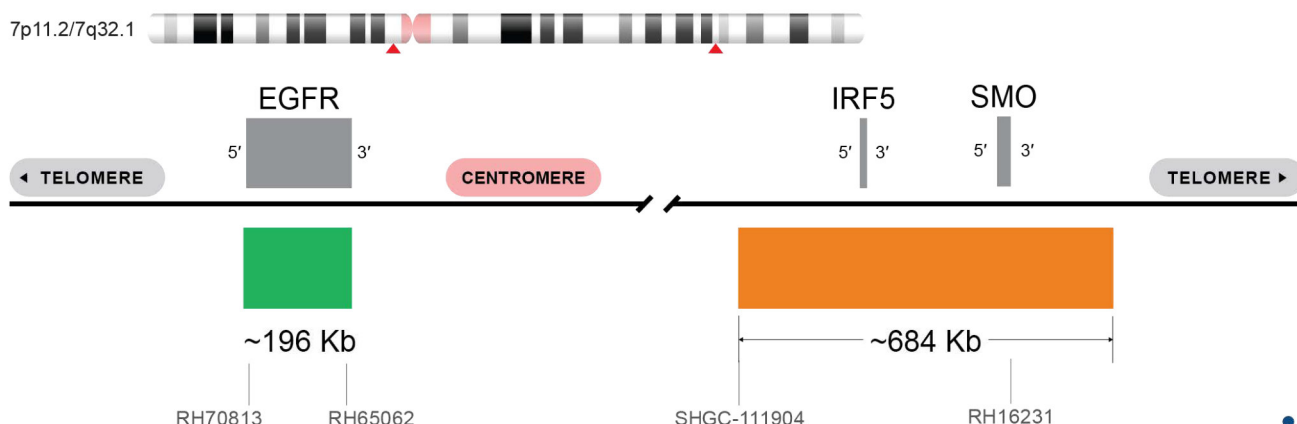 7p11.2/7q32.1
EGFR
IRF5
SMO
5′
3′
5′
3′
5′
3′
◂ TELOMERE
CENTROMERE
TELOMERE ▸
~196 Kb
~684 Kb
RH70813
RH65062
SHGC-111904
RH16231